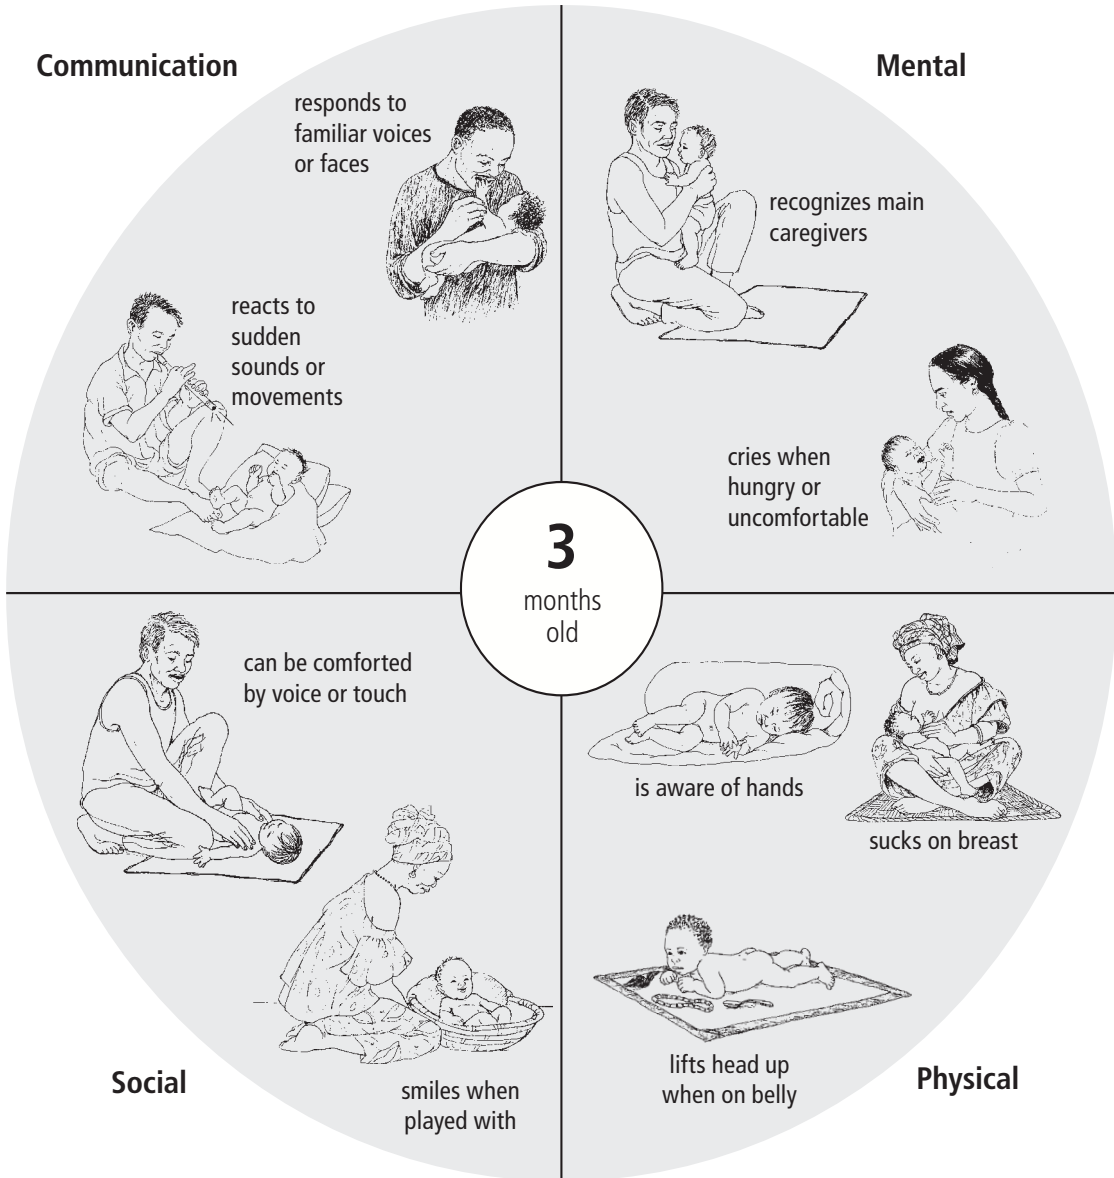 Communication
responds to
familiar voices
or faces
reacts to
sudden
sounds or
movements
Mental
recognizes main
caregivers
cries when
hungry or
uncomfortable
3
months
old
can be comforted
by voice or touch
smiles when
played with
Social
is aware of hands
sucks on breast
lifts head up
when on belly
Physical